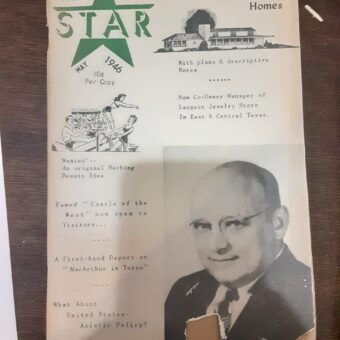 Homes
STAR
MAY 1946
10¢
Per Copy
With plans & descriptive
Notes
******
Now Co-Owner Manager of
Largest Jewelry Store
In East & Central Texas.
Wanted'--
An original Bathing
Beauty Idea
Famed "Castle of the
West" now open to
Visitors...
....
A first-hand Report on
"MacArthur in Tokyo"
....
What About
United States-
Asiatic Policy?